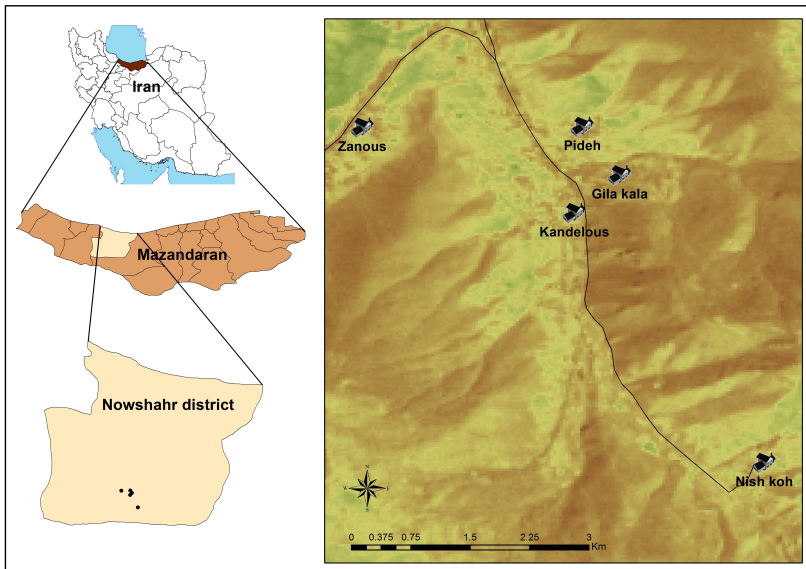 Iran
Mazandaran
Nowshahr district
Zanous
Pideh
Gila kala
Kandelous
Nish koh
N
W E
S
0 0.375 0.75 1.5 2.25 3
Km